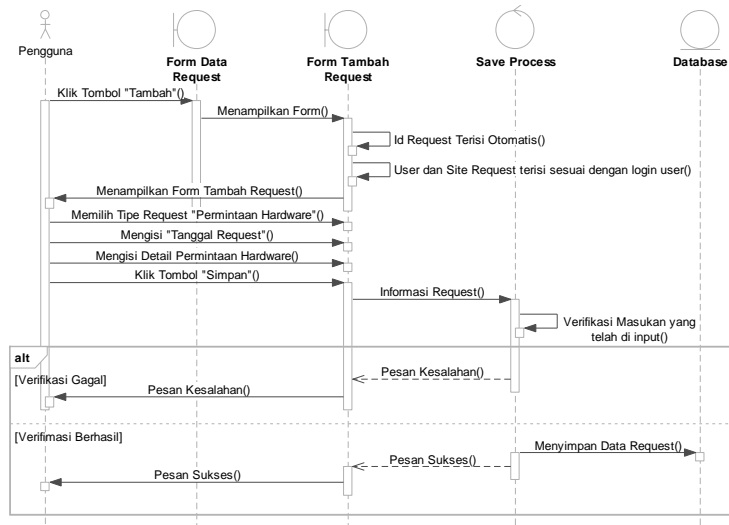 Pengguna
Form Data
Request
Form Tambah
Request
Save Process
Database
Klik Tombol "Tambah"()
Menampilkan Form()
Id Request Terisi Otomatis()
User dan Site Request terisi sesuai dengan login user()
Menampilkan Form Tambah Request()
Memilih Tipe Request "Permintaan Hardware"()
Mengisi "Tanggal Request"()
Mengisi Detail Permintaan Hardware()
Klik Tombol "Simpan"()
Informasi Request()
Verifikasi Masukan yang
telah di input()
alt
[Verifikasi Gagal]
Pesan Kesalahan()
Pesan Kesalahan()
[Verifimasi Berhasil]
Menyimpan Data Request()
Pesan Sukses()
Pesan Sukses()